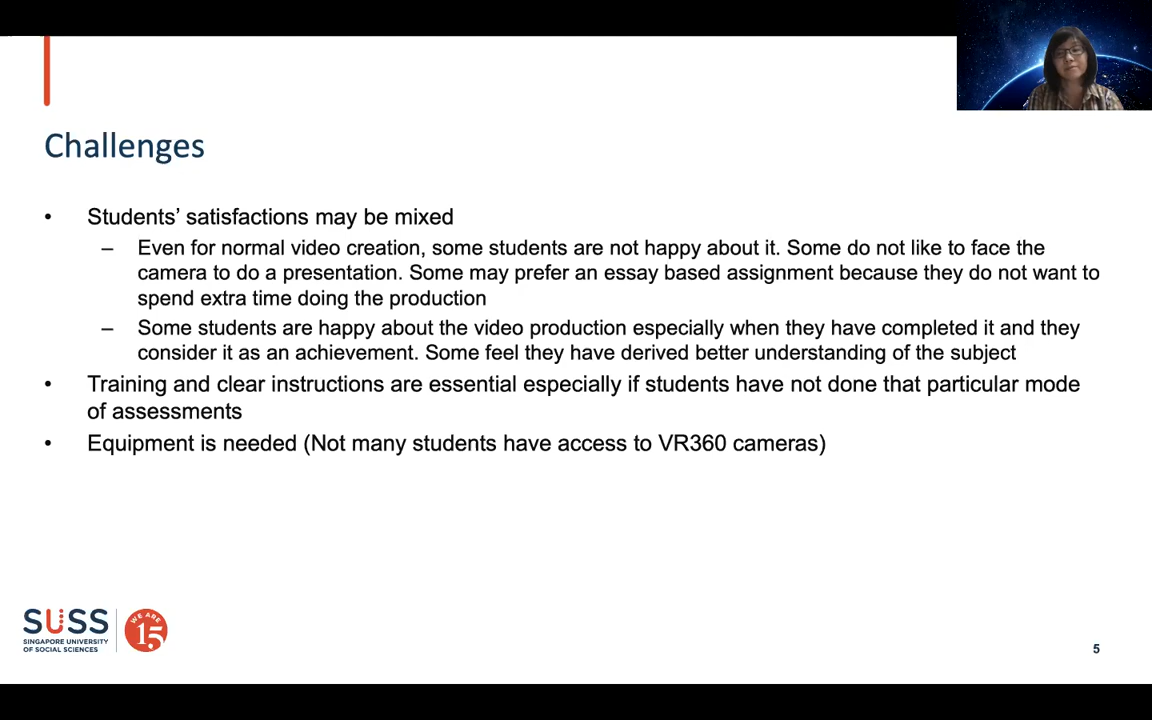 Challenges
• Students’ satisfactions may be mixed
– Even for normal video creation, some students are not happy about it. Some do not like to face the
camera to do a presentation. Some may prefer an essay based assignment because they do not want to
spend extra time doing the production
– Some students are happy about the video production especially when they have completed it and they
consider it as an achievement. Some feel they have derived better understanding of the subject
• Training and clear instructions are essential especially if students have not done that particular mode
of assessments
• Equipment is needed (Not many students have access to VR360 cameras)
SUSS
SINGAPORE UNIVERSITY
OF SOCIAL SCIENCES
WE ARE
15
5